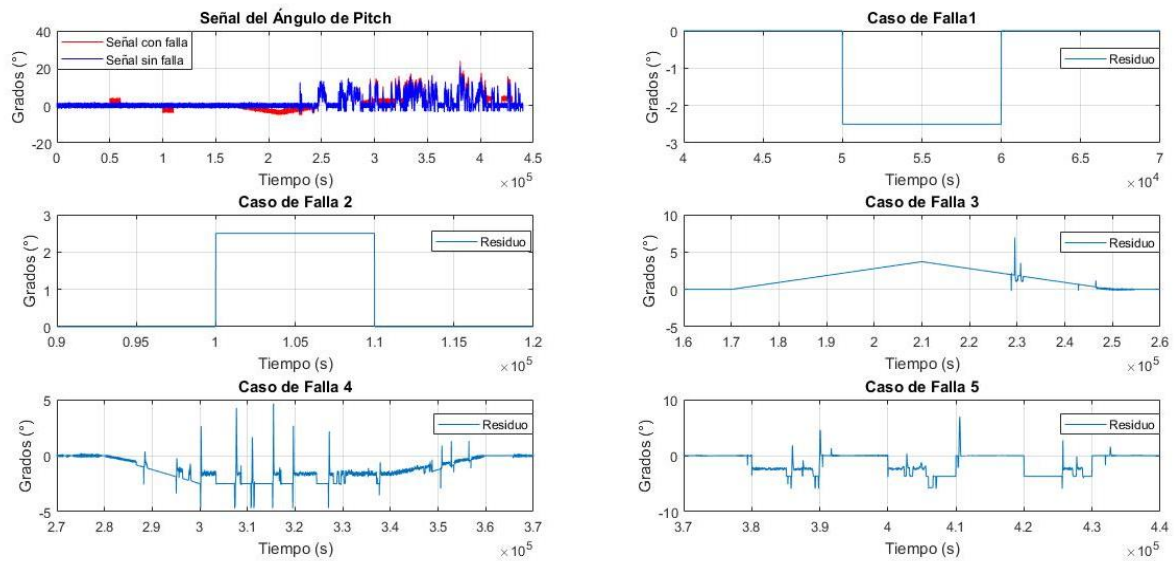 Señal del Ángulo de Pitch
Señal con falla
Señal sin falla
Grados (°)
40
20
0
-20
0 0.5 1 1.5 2 2.5 3 3.5 4 4.5
Tiempo (s)
×10⁵
Caso de Falla1
Residuo
Grados (°)
0
-1
-2
-3
4 4.5 5 5.5 6 6.5 7
Tiempo (s)
×10⁴
Caso de Falla 2
Residuo
Grados (°)
3
2
1
0
0.9 0.95 1 1.05 1.1 1.15 1.2
Tiempo (s)
×10⁵
Caso de Falla 3
Residuo
Grados (°)
10
5
0
-5
1.6 1.7 1.8 1.9 2 2.1 2.2 2.3 2.4 2.5 2.6
Tiempo (s)
×10⁵
Caso de Falla 4
Residuo
Grados (°)
5
0
-5
2.7 2.8 2.9 3 3.1 3.2 3.3 3.4 3.5 3.6 3.7
Tiempo (s)
×10⁵
Caso de Falla 5
Residuo
Grados (°)
10
0
-10
3.7 3.8 3.9 4 4.1 4.2 4.3 4.4
Tiempo (s)
×10⁵